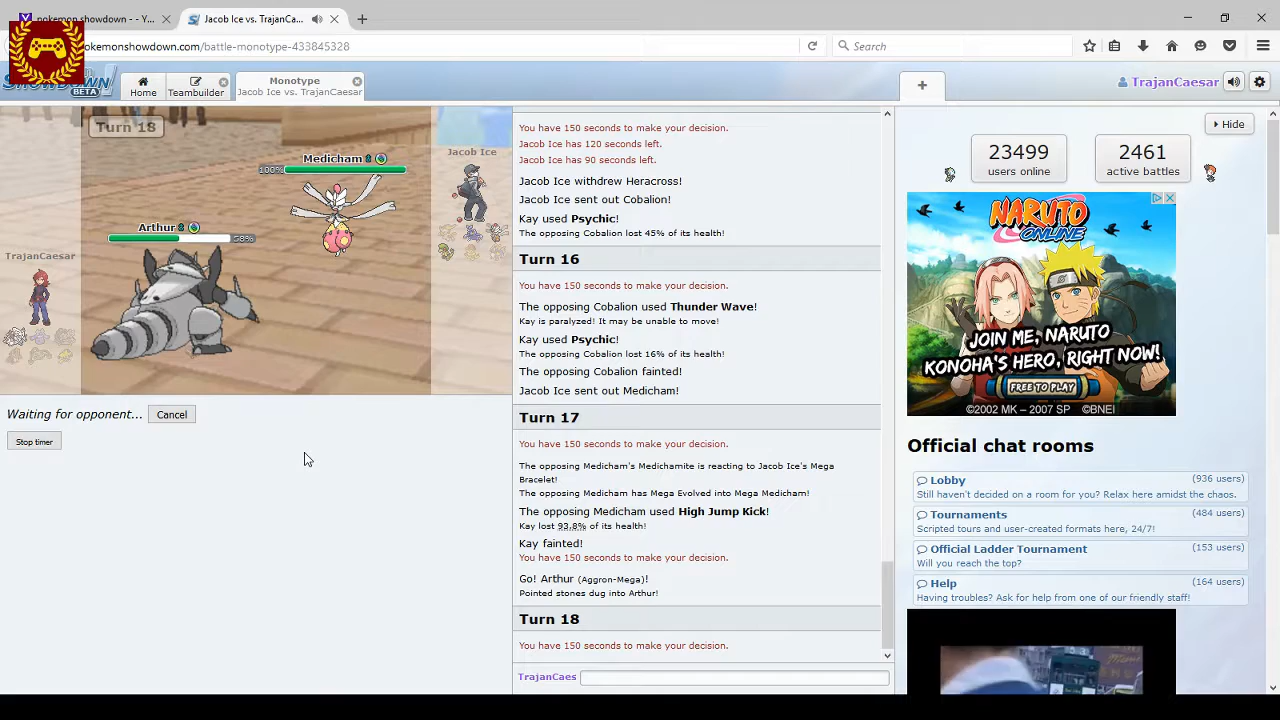 pokemon showdown - - Y...
Jacob Ice vs. TrajanCa...
okemonshowdown.com/battle-monotype-433845328
Search
BETA
Home
Teambuilder
Monotype
Jacob Ice vs. TrajanCaesar
TrajanCaesar
Turn 18
Medicham
100%
Jacob Ice
Arthur
58%
TrajanCaesar
Waiting for opponent...
Cancel
Stop timer
You have 150 seconds to make your decision.
Jacob Ice has 120 seconds left.
Jacob Ice has 90 seconds left.
Jacob Ice withdrew Heracross!
Jacob Ice sent out Cobalion!
Kay used Psychic!
The opposing Cobalion lost 45% of its health!
Turn 16
You have 150 seconds to make your decision.
The opposing Cobalion used Thunder Wave!
Kay is paralyzed! It may be unable to move!
Kay used Psychic!
The opposing Cobalion lost 16% of its health!
The opposing Cobalion fainted!
Jacob Ice sent out Medicham!
Turn 17
You have 150 seconds to make your decision.
The opposing Medicham's Medichamite is reacting to Jacob Ice's Mega
Bracelet!
The opposing Medicham has Mega Evolved into Mega Medicham!
The opposing Medicham used High Jump Kick!
Kay lost 93.8% of its health!
Kay fainted!
You have 150 seconds to make your decision.
Go! Arthur (Aggron-Mega)!
Pointed stones dug into Arthur!
Turn 18
You have 150 seconds to make your decision.
TrajanCaes
Hide
23499
users online
2461
active battles
NARUTO
ONLINE
JOIN ME, NARUTO
KONOHA'S HERO, RIGHT NOW!
FREE TO PLAY
©2002 MK – 2007 SP ©BNEI
Official chat rooms
Lobby
(936 users)
Still haven't decided on a room for you? Relax here amidst the chaos.
Tournaments
(484 users)
Scripted tours and user-created formats here, 24/7!
Official Ladder Tournament
(153 users)
Will you reach the top?
Help
(164 users)
Having troubles? Ask for help from one of our friendly staff!